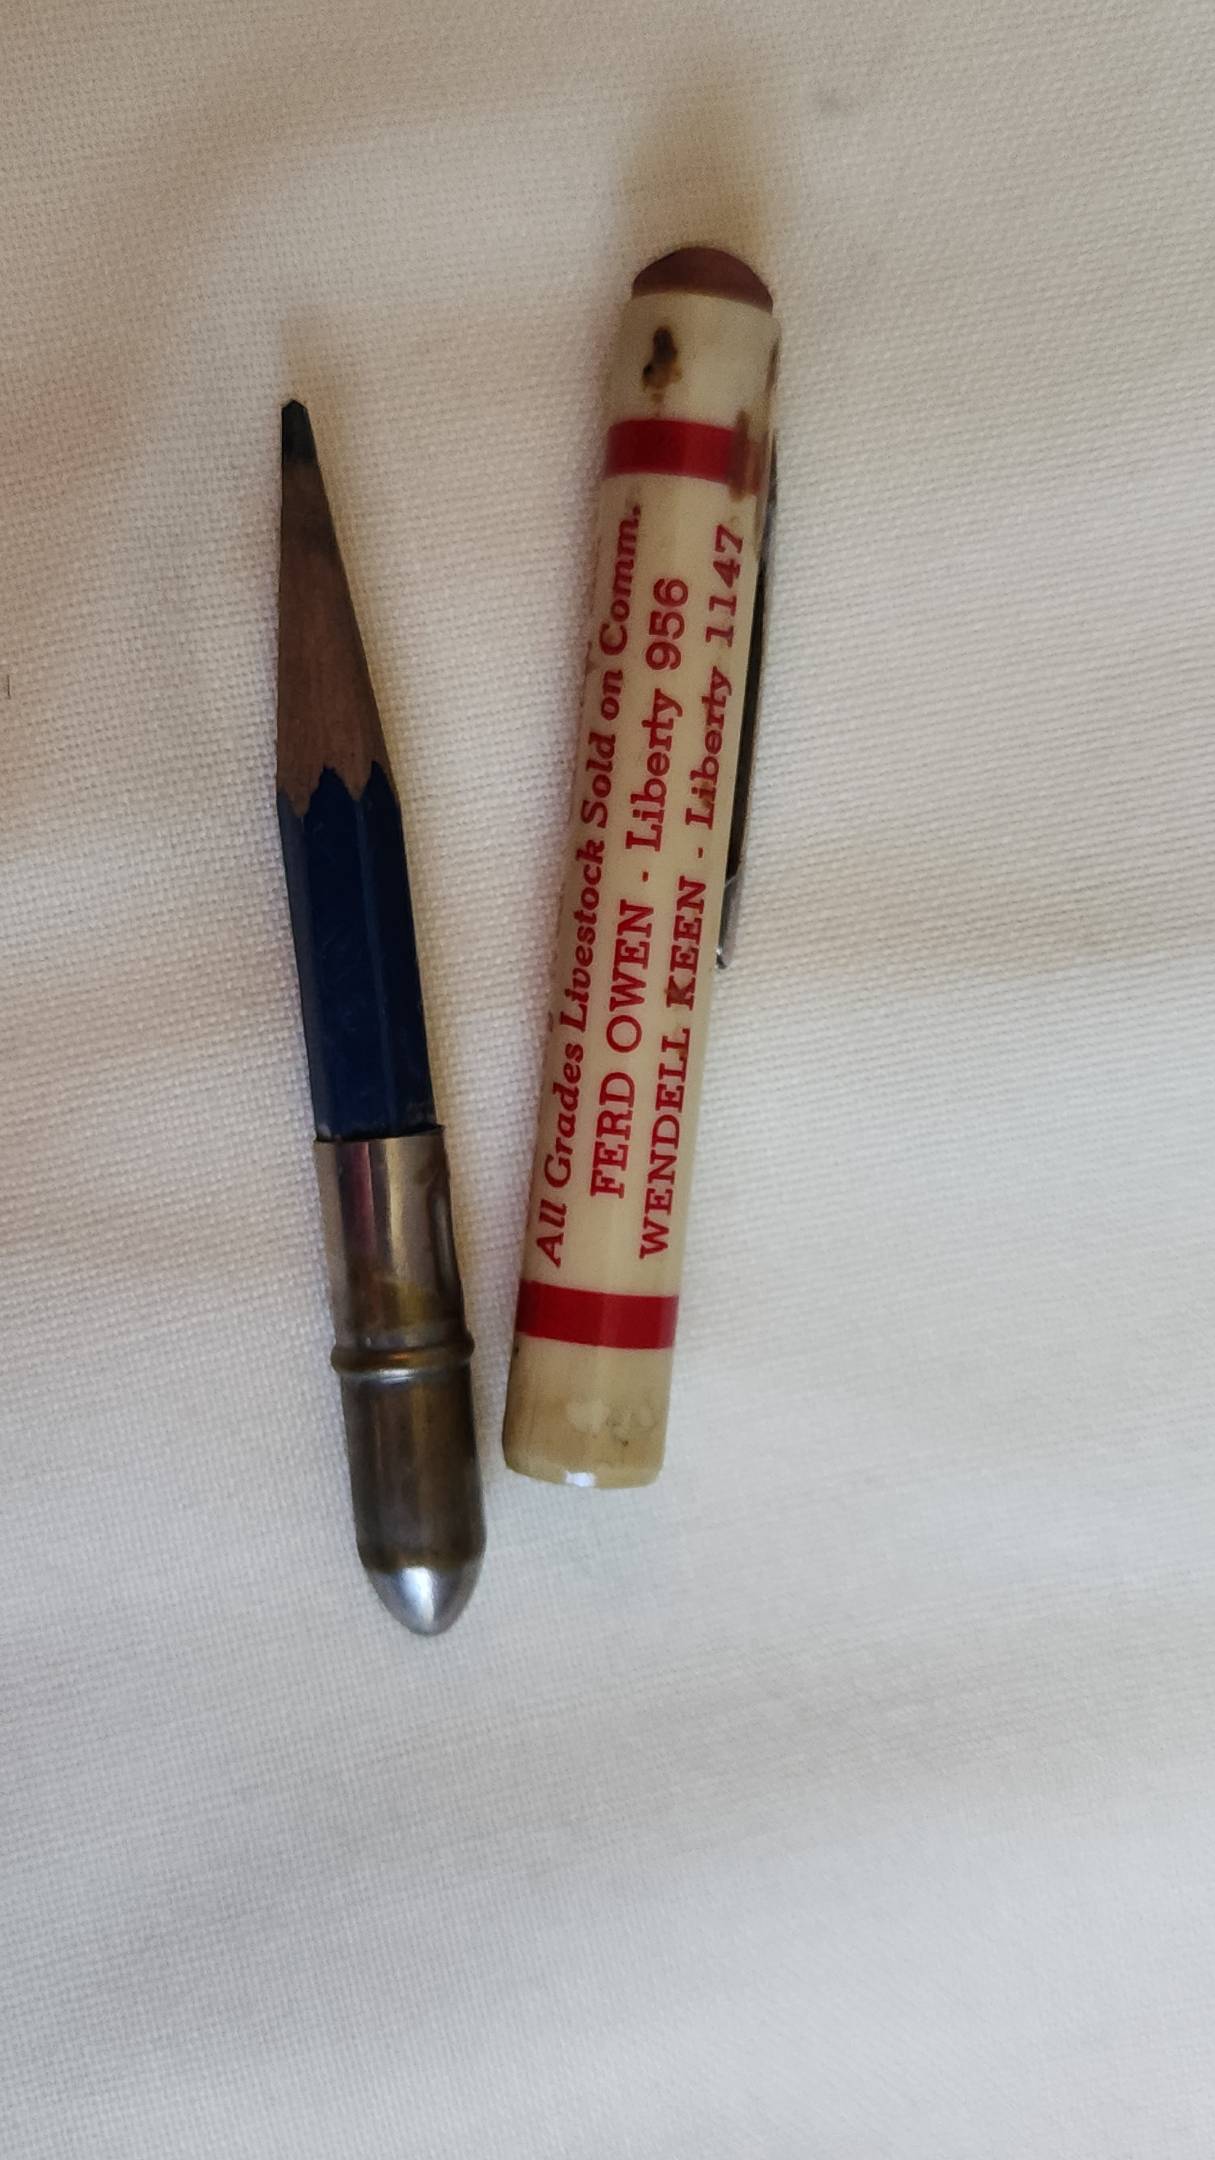 All Grades Livestock Sold on Comm.
FERD OWEN - Liberty 956
WENDELL KEEN - Liberty 1147